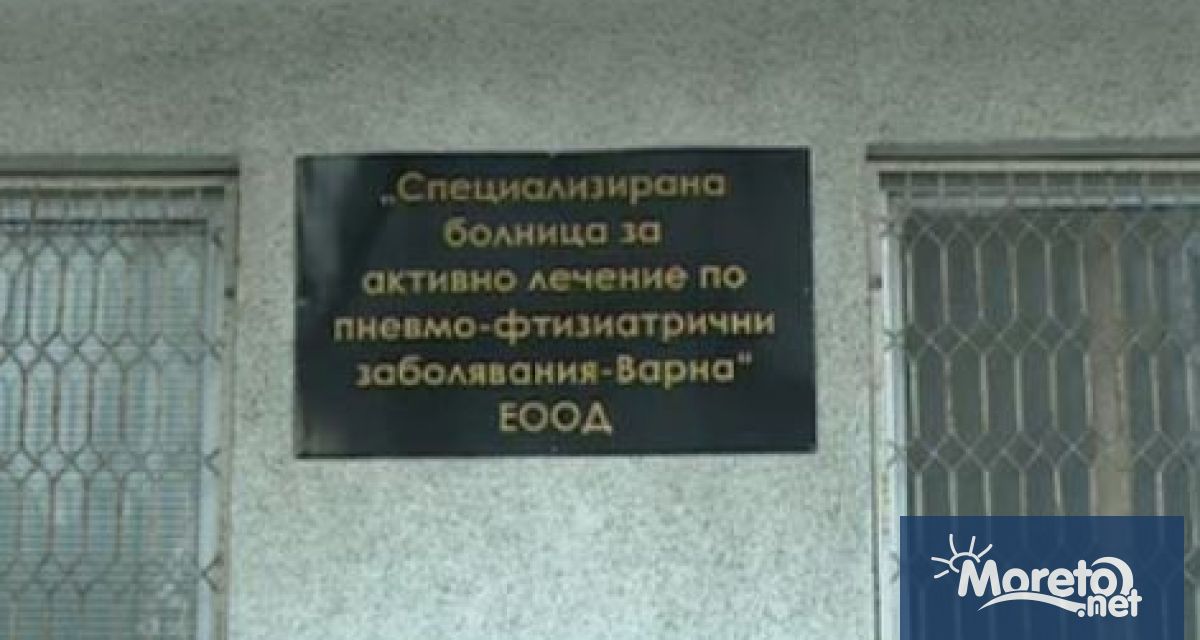 „Специализирана
болница за
активно лечение по
пневмо-фтизиатрични
заболявания-Варна“
ЕООД
Moreto
.net